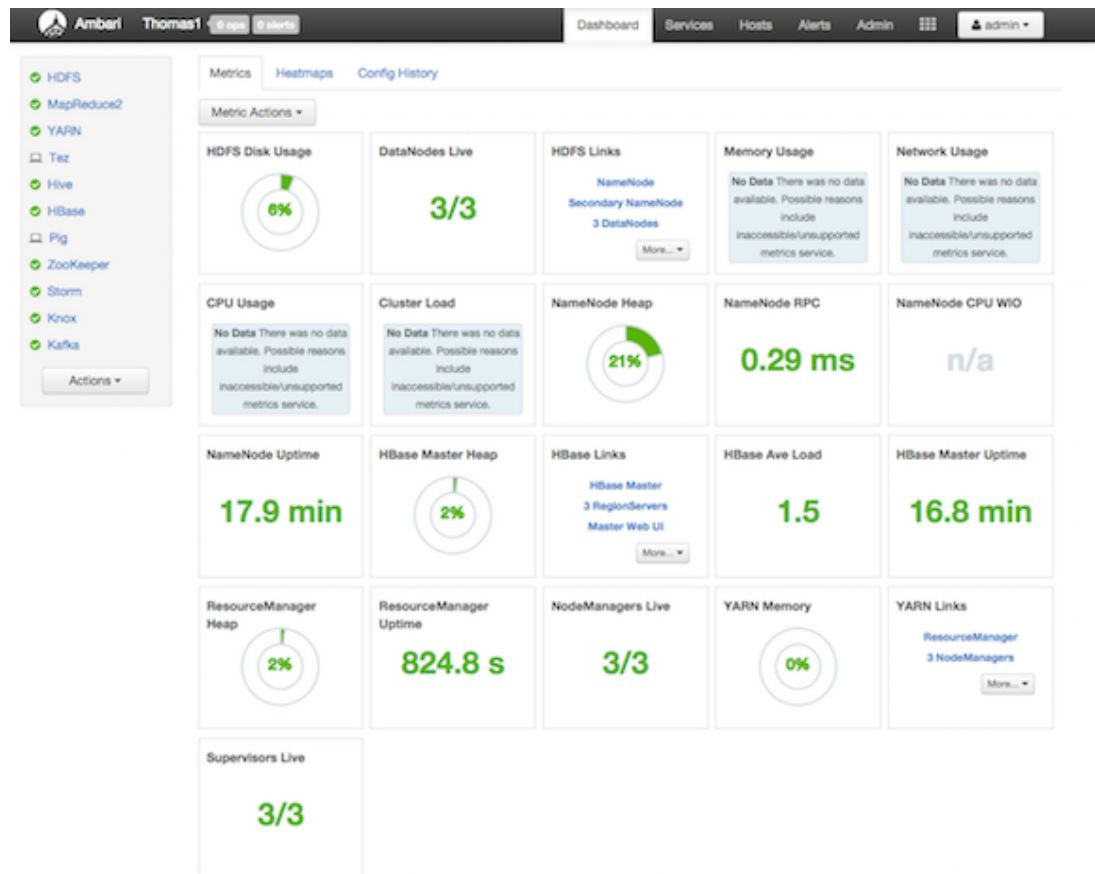 Ambari Thomas1 0 ops 0 alerts Dashboard Services Hosts Alerts Admin admin
HDFS
MapReduce2
YARN
Tez
Hive
HBase
Pig
ZooKeeper
Storm
Knox
Kafka
Actions
Metrics Heatmaps Config History
Metric Actions
HDFS Disk Usage
6%
DataNodes Live
3/3
HDFS Links
NameNode
Secondary NameNode
3 DataNodes
More...
Memory Usage
No Data There was no data
available. Possible reasons
include
inaccessible/unsupported
metrics service.
Network Usage
No Data There was no data
available. Possible reasons
include
inaccessible/unsupported
metrics service.
CPU Usage
No Data There was no data
available. Possible reasons
include
inaccessible/unsupported
metrics service.
Cluster Load
No Data There was no data
available. Possible reasons
include
inaccessible/unsupported
metrics service.
NameNode Heap
21%
NameNode RPC
0.29 ms
NameNode CPU WIO
n/a
NameNode Uptime
17.9 min
HBase Master Heap
2%
HBase Links
HBase Master
3 RegionServers
Master Web UI
More...
HBase Ave Load
1.5
HBase Master Uptime
16.8 min
ResourceManager
Heap
2%
ResourceManager
Uptime
824.8 s
NodeManagers Live
3/3
YARN Memory
0%
YARN Links
ResourceManager
3 NodeManagers
More...
Supervisors Live
3/3